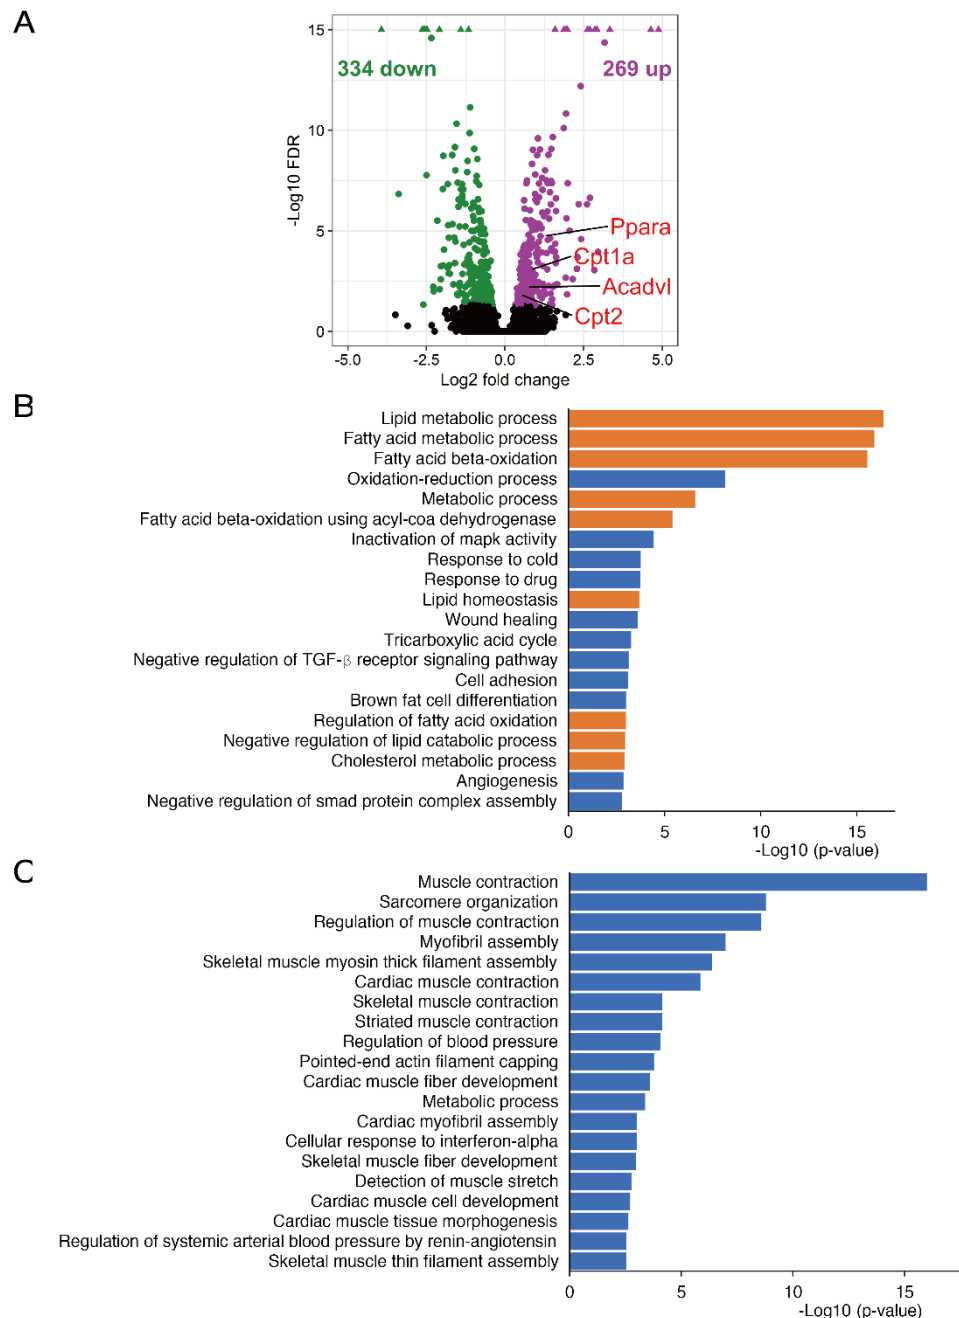 A
15
334 down
269 up
10
-Log10 FDR
5
Ppara
Cpt1a
Acadvl
Cpt2
0
-5.0 -2.5 0.0 2.5 5.0
Log2 fold change
B
Lipid metabolic process
Fatty acid metabolic process
Fatty acid beta-oxidation
Oxidation-reduction process
Metabolic process
Fatty acid beta-oxidation using acyl-coa dehydrogenase
Inactivation of mapk activity
Response to cold
Response to drug
Lipid homeostasis
Wound healing
Tricarboxylic acid cycle
Negative regulation of TGF-β receptor signaling pathway
Cell adhesion
Brown fat cell differentiation
Regulation of fatty acid oxidation
Negative regulation of lipid catabolic process
Cholesterol metabolic process
Angiogenesis
Negative regulation of smad protein complex assembly
0 5 10 15
-Log10 (p-value)
C
Muscle contraction
Sarcomere organization
Regulation of muscle contraction
Myofibril assembly
Skeletal muscle myosin thick filament assembly
Cardiac muscle contraction
Skeletal muscle contraction
Striated muscle contraction
Regulation of blood pressure
Pointed-end actin filament capping
Cardiac muscle fiber development
Metabolic process
Cardiac myofibril assembly
Cellular response to interferon-alpha
Skeletal muscle fiber development
Detection of muscle stretch
Cardiac muscle cell development
Cardiac muscle tissue morphogenesis
Regulation of systemic arterial blood pressure by renin-angiotensin
Skeletal muscle thin filament assembly
0 5 10 15
-Log10 (p-value)